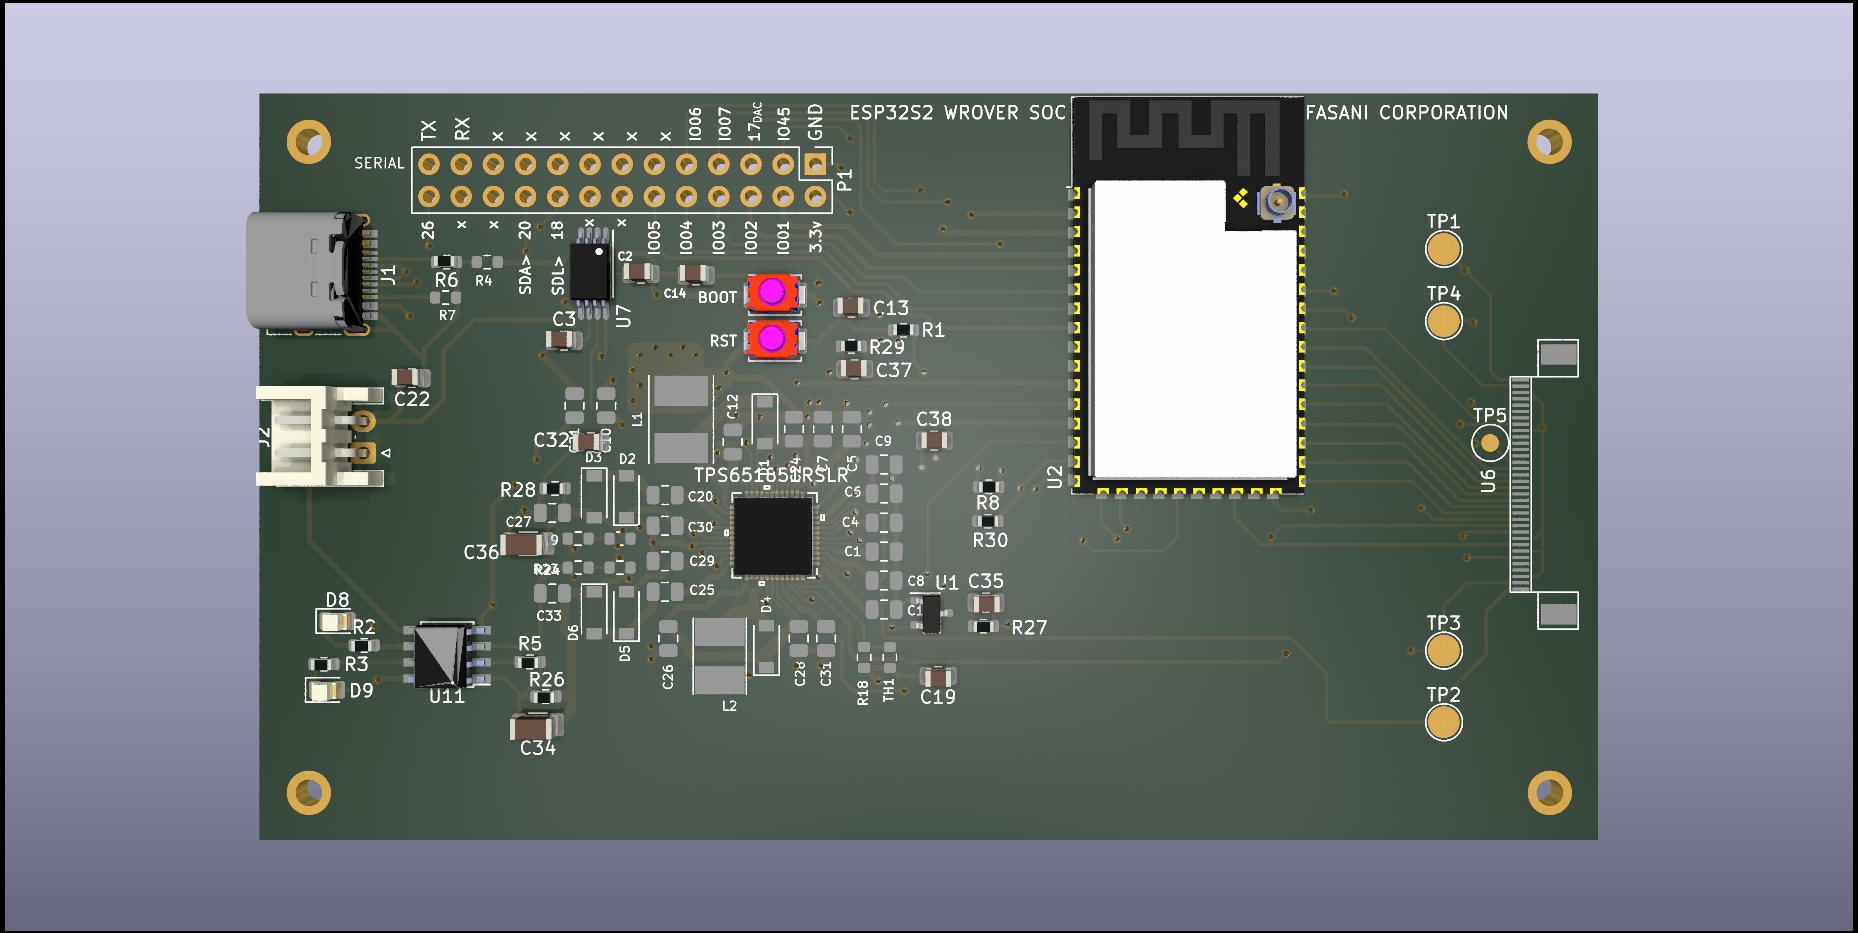 ESP32S2 WROVER SOC
FASANI CORPORATION
TX
RX
x
x
x
x
x
x
IO06
IO07
17DAC
IO45
GND
SERIAL
P1
26
x
x
20
18
x
x
IO05
IO04
IO03
IO02
IO01
3.3v
SDA>
SDL>
J1
R6
R4
R7
C2
C14
U7
C3
BOOT
RST
C13
R1
R29
C37
TP1
TP4
C22
J2
L1
C12
C32
D3
D2
C7
C5
C9
C38
TP5
U6
U2
TPS651851RSLR
R28
C27
C20
C30
C29
C25
C36
C6
C4
C1
C8
R8
R30
U1
C35
R27
R24
C33
D6
D5
D8
R2
R3
D9
U11
R5
R26
C34
C26
L2
C28
C31
R18
TH1
C19
TP3
TP2